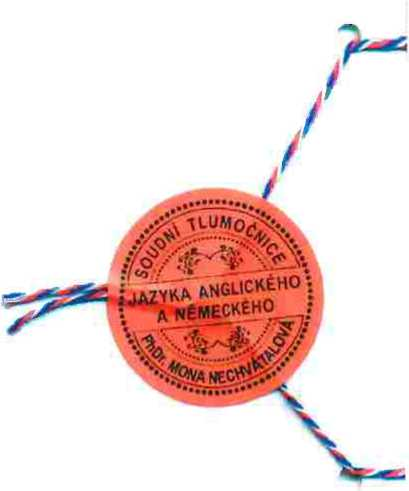 SOUDNÍ TLUMOČNICE
JAZYKA ANGLICKÉHO
A NĚMECKÉHO
PhDr. MONA NECHVÁTALOVÁ